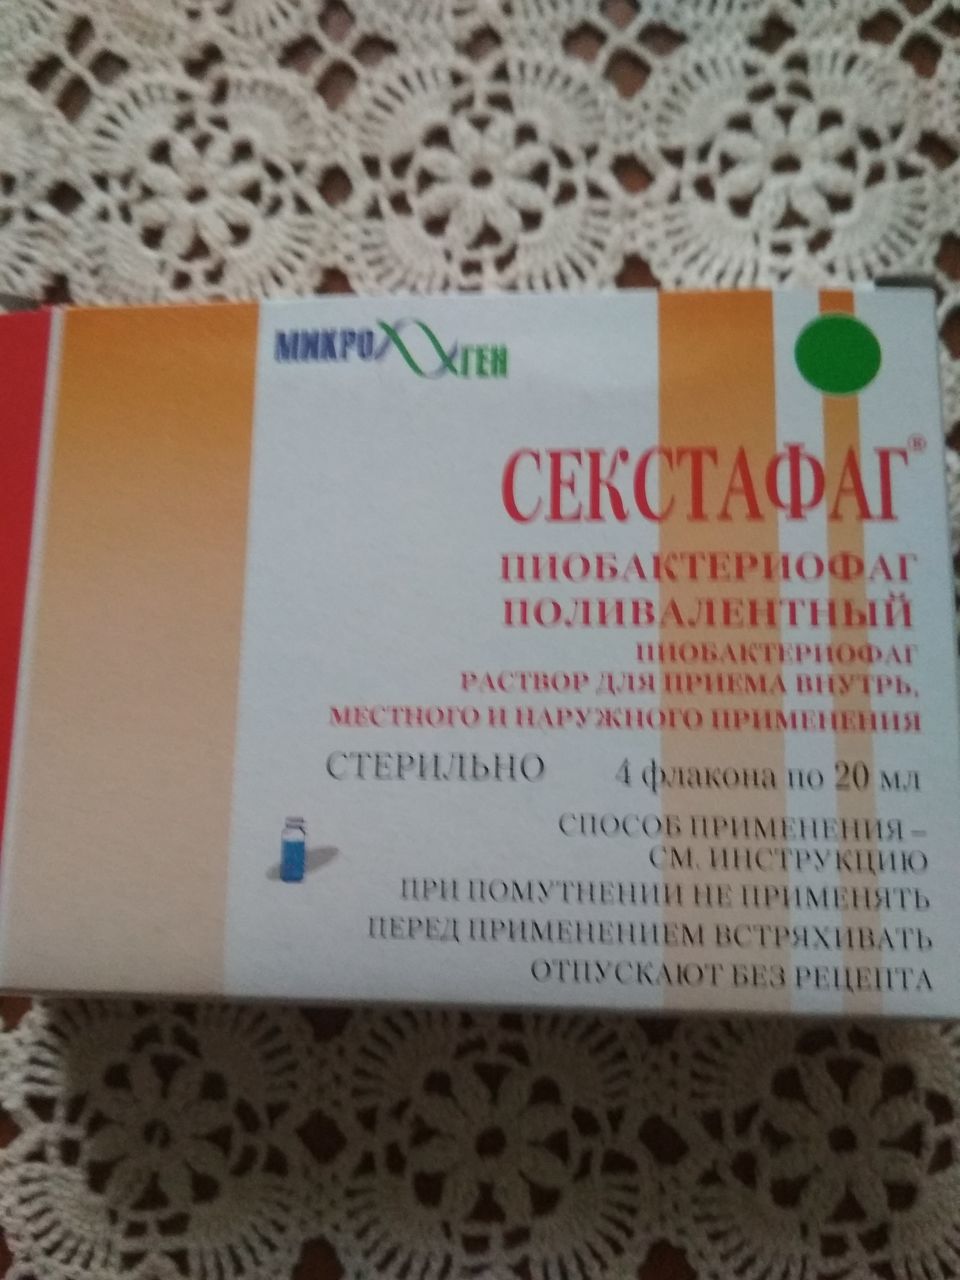 МИКРОГЕН
СЕКСТАФАГ®
ПИОБАКТЕРИОФАГ
ПОЛИВАЛЕНТНЫЙ
ПИОБАКТЕРИОФАГ
РАСТВОР ДЛЯ ПРИЕМА ВНУТРЬ,
МЕСТНОГО И НАРУЖНОГО ПРИМЕНЕНИЯ
СТЕРИЛЬНО 4 флакона по 20 мл
СПОСОБ ПРИМЕНЕНИЯ –
СМ. ИНСТРУКЦИЮ
ПРИ ПОМУТНЕНИИ НЕ ПРИМЕНЯТЬ
ПЕРЕД ПРИМЕНЕНИЕМ ВСТРЯХИВАТЬ
ОТПУСКАЮТ БЕЗ РЕЦЕПТА